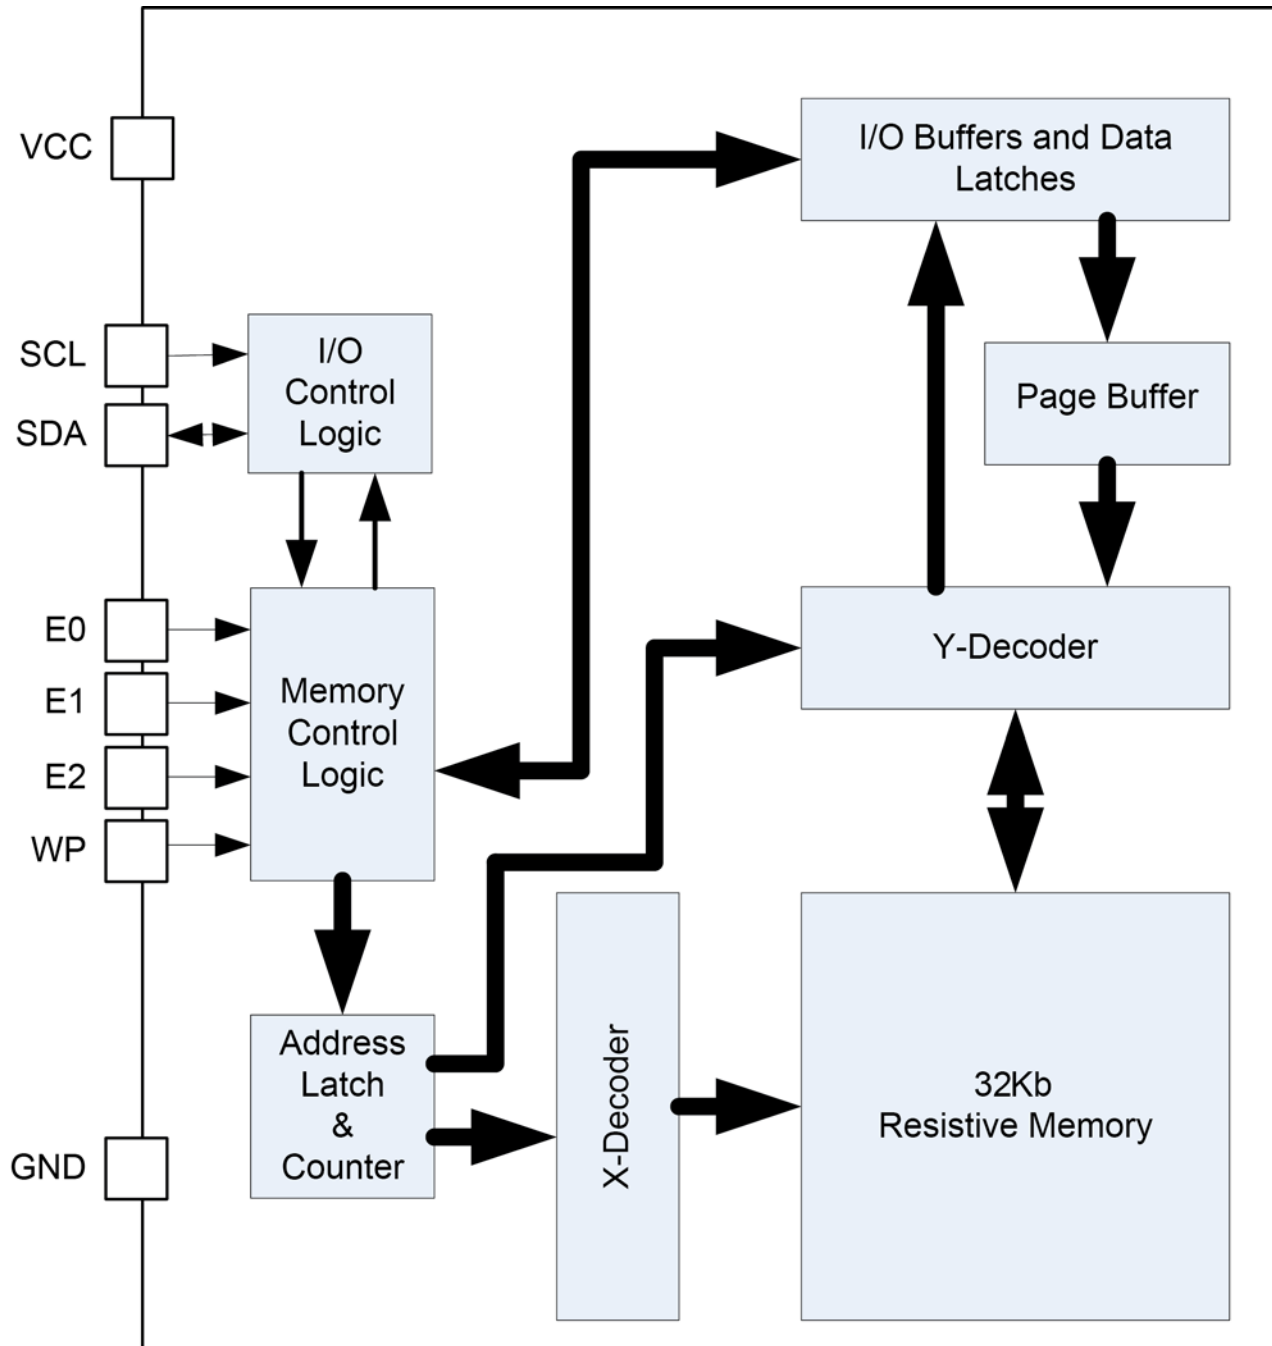 VCC
I/O Buffers and Data
Latches
SCL
I/O
Control
Logic
SDA
Page Buffer
E0
E1
E2
WP
Memory
Control
Logic
Y-Decoder
Address
Latch
&
Counter
X-Decoder
32Kb
Resistive Memory
GND